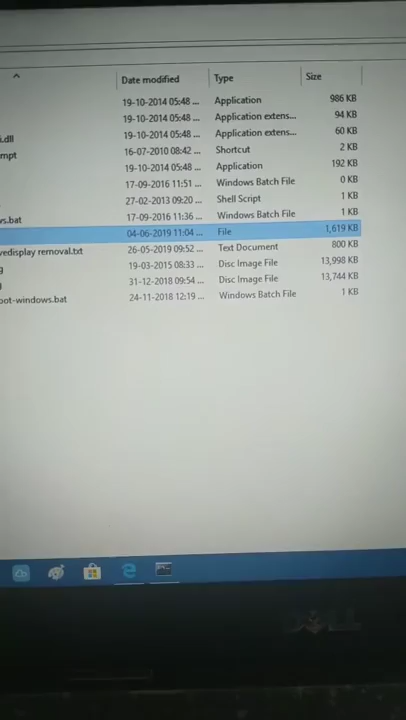 Date modified Type Size
19-10-2014 05:48 ... Application 986 KB
19-10-2014 05:48 ... Application extens... 94 KB
i.dll 19-10-2014 05:48 ... Application extens... 60 KB
mpt 16-07-2010 08:42 ... Shortcut 2 KB
19-10-2014 05:48 ... Application 192 KB
17-09-2016 11:51 ... Windows Batch File 0 KB
27-02-2013 09:20 ... Shell Script 1 KB
vs.bat 17-09-2016 11:36 ... Windows Batch File 1 KB
04-06-2019 11:04 ... File 1,619 KB
vedisplay removal.txt 26-05-2019 09:52 ... Text Document 800 KB
g 19-03-2015 08:33 ... Disc Image File 13,998 KB
31-12-2018 09:54 ... Disc Image File 13,744 KB
oot-windows.bat 24-11-2018 12:19 ... Windows Batch File 1 KB
DELL